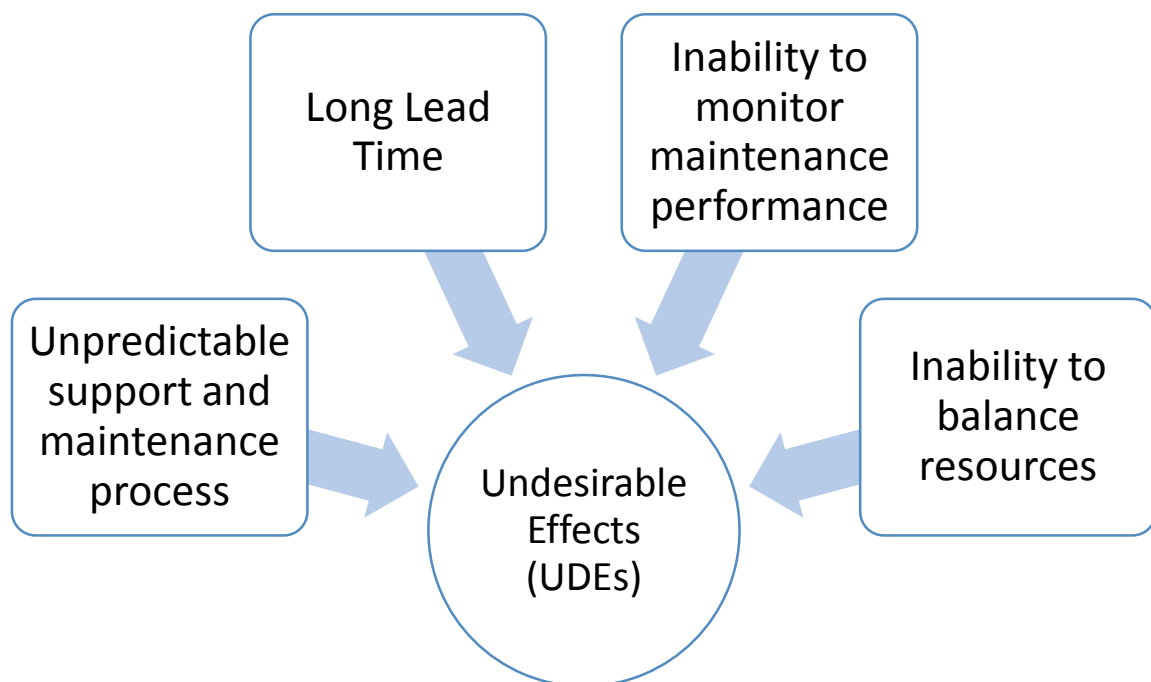 Unpredictable
support and
maintenance
process
Long Lead
Time
Inability to
monitor
maintenance
performance
Inability to
balance
resources
Undesirable
Effects
(UDEs)